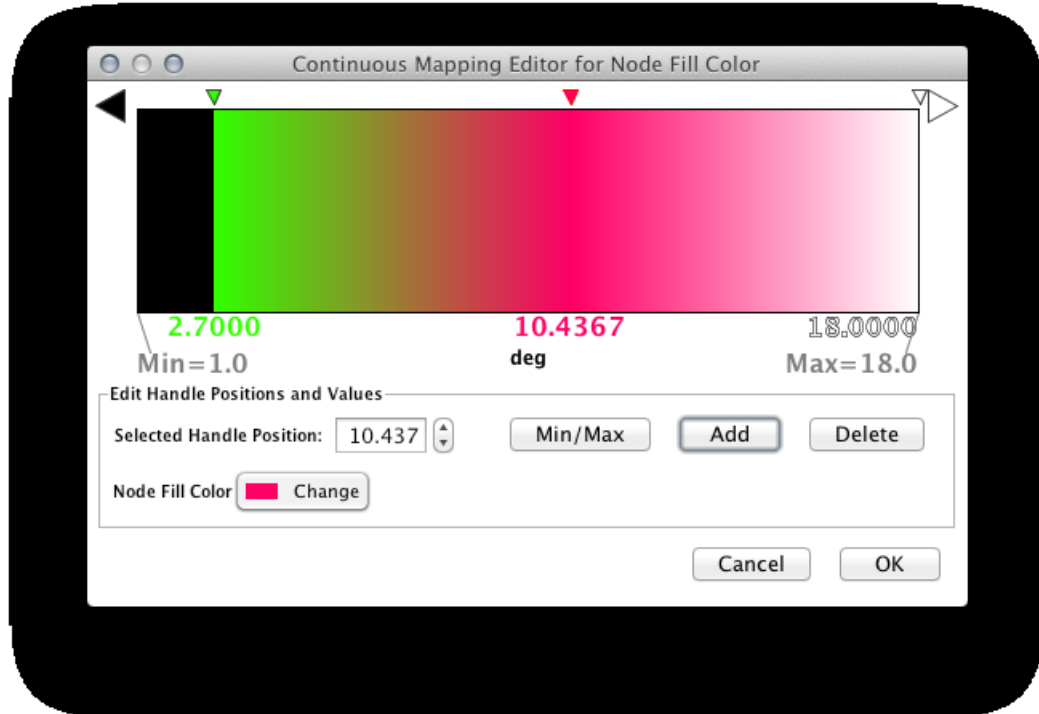 Continuous Mapping Editor for Node Fill Color
2.7000 10.4367 18.0000
Min=1.0 deg Max=18.0
Edit Handle Positions and Values
Selected Handle Position: 10.437 Min/Max Add Delete
Node Fill Color Change
Cancel OK